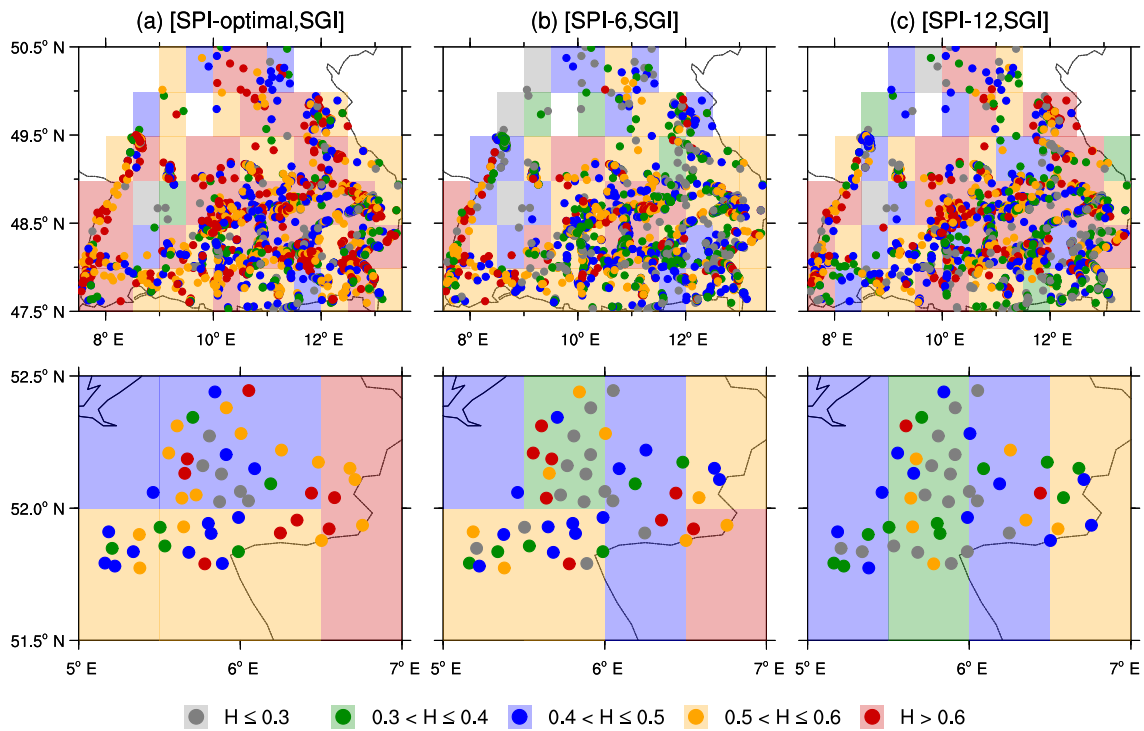 (a) [SPI-optimal,SGI] (b) [SPI-6,SGI] (c) [SPI-12,SGI]
50.5° N
49.5° N
48.5° N
47.5° N
8° E 10° E 12° E 8° E 10° E 12° E 8° E 10° E 12° E
52.5° N
52.0° N
51.5° N
5° E 6° E 7° E 5° E 6° E 7° E 5° E 6° E 7° E
H ≤ 0.3 0.3 < H ≤ 0.4 0.4 < H ≤ 0.5 0.5 < H ≤ 0.6 H > 0.6